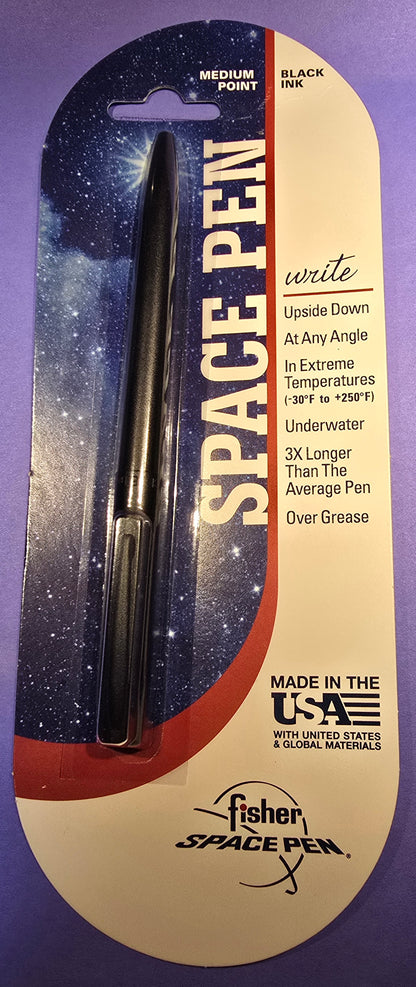 MEDIUM
POINT
BLACK
INK
SPACE PEN
write
Upside Down
At Any Angle
In Extreme
Temperatures
(-30°F to +250°F)
Underwater
3X Longer
Than The
Average Pen
Over Grease
MADE IN THE
USA
WITH UNITED STATES
& GLOBAL MATERIALS
fisher
SPACE PEN®